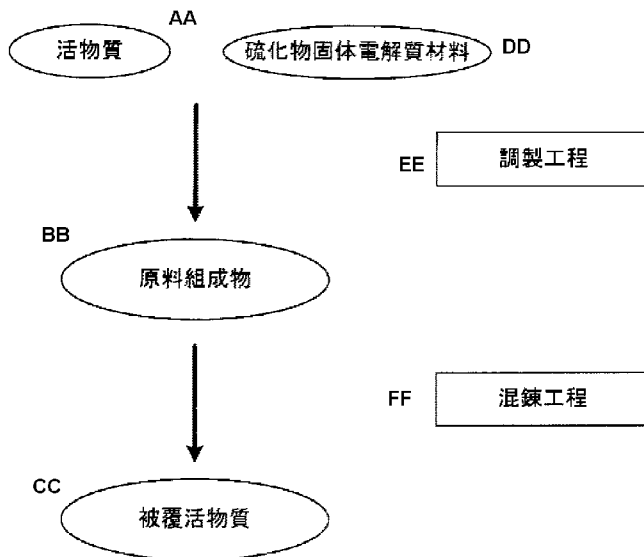 AA
活物質
硫化物固体電解質材料
DD
EE
調製工程
BB
原料組成物
FF
混錬工程
CC
被覆活物質